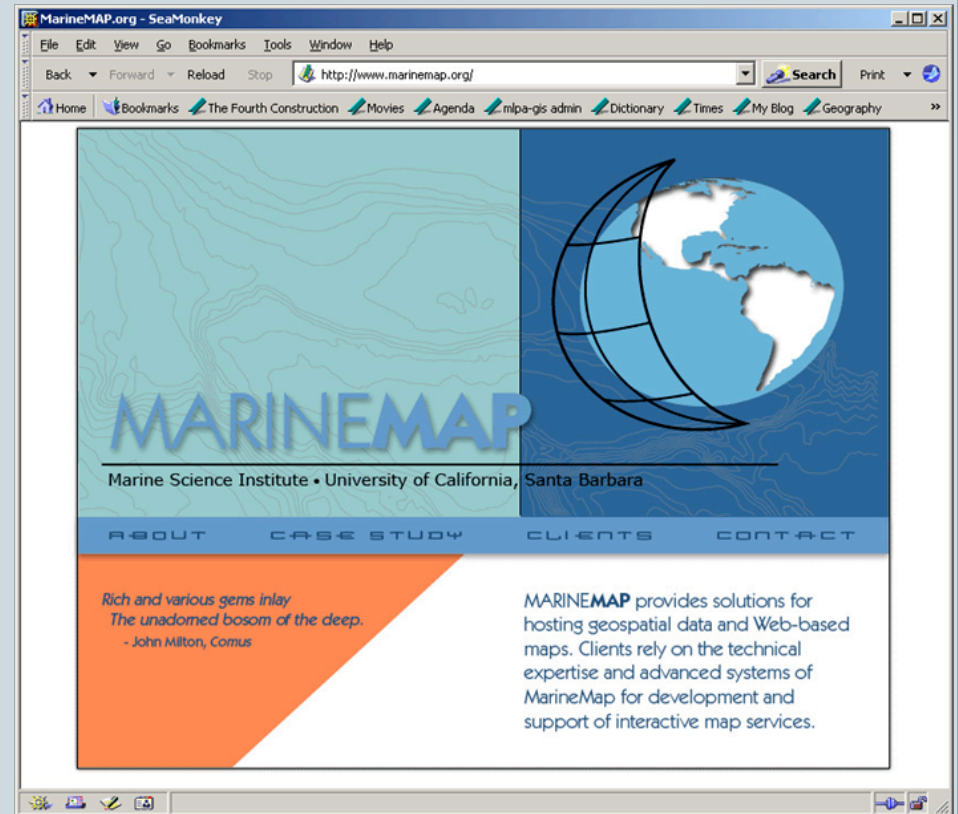 MarineMAP.org - SeaMonkey
File Edit View Go Bookmarks Tools Window Help
Back Forward Reload Stop http://www.marinemap.org/ Search Print
Home Bookmarks The Fourth Construction Movies Agenda mlpa-gis admin Dictionary Times My Blog Geography »
MARINEMAP
Marine Science Institute • University of California, Santa Barbara
ABOUT CASE STUDY CLIENTS CONTACT
Rich and various gems inlay
The unadorned bosom of the deep.
- John Milton, Comus
MARINEMAP provides solutions for
hosting geospatial data and Web-based
maps. Clients rely on the technical
expertise and advanced systems of
MarineMap for development and
support of interactive map services.